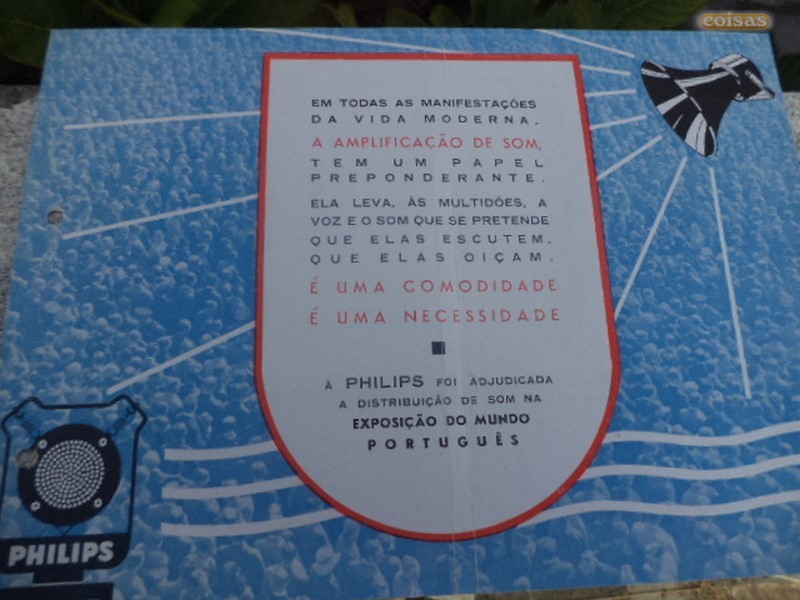 coisas
EM TODAS AS MANIFESTAÇÕES
DA VIDA MODERNA,
A AMPLIFICAÇÃO DE SOM,
TEM UM PAPEL
PREPONDERANTE.
ELA LEVA, ÀS MULTIDÕES, A
VOZ E O SOM QUE SE PRETENDE
QUE ELAS ESCUTEM,
QUE ELAS OIÇAM.
É UMA COMODIDADE
É UMA NECESSIDADE
À PHILIPS FOI ADJUDICADA
A DISTRIBUIÇÃO DE SOM NA
EXPOSIÇÃO DO MUNDO
PORTUGUÊS
PHILIPS